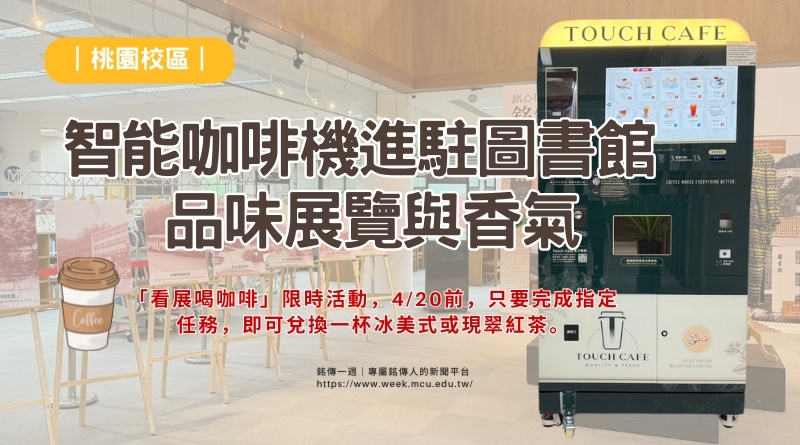 ｜桃園校區｜
TOUCH CAFE
智能咖啡機進駐圖書館
品味展覽與香氣
COFFEE MAKES EVERYTHING BETTER.
Coffee
「看展喝咖啡」限時活動，4/20前，只要完成指定
任務，即可兌換一杯冰美式或現翠紅茶。
TOUCH CAFE
QUALITY & FRESH
銘傳一週｜專屬銘傳人的新聞平台
https://www.week.mcu.edu.tw/